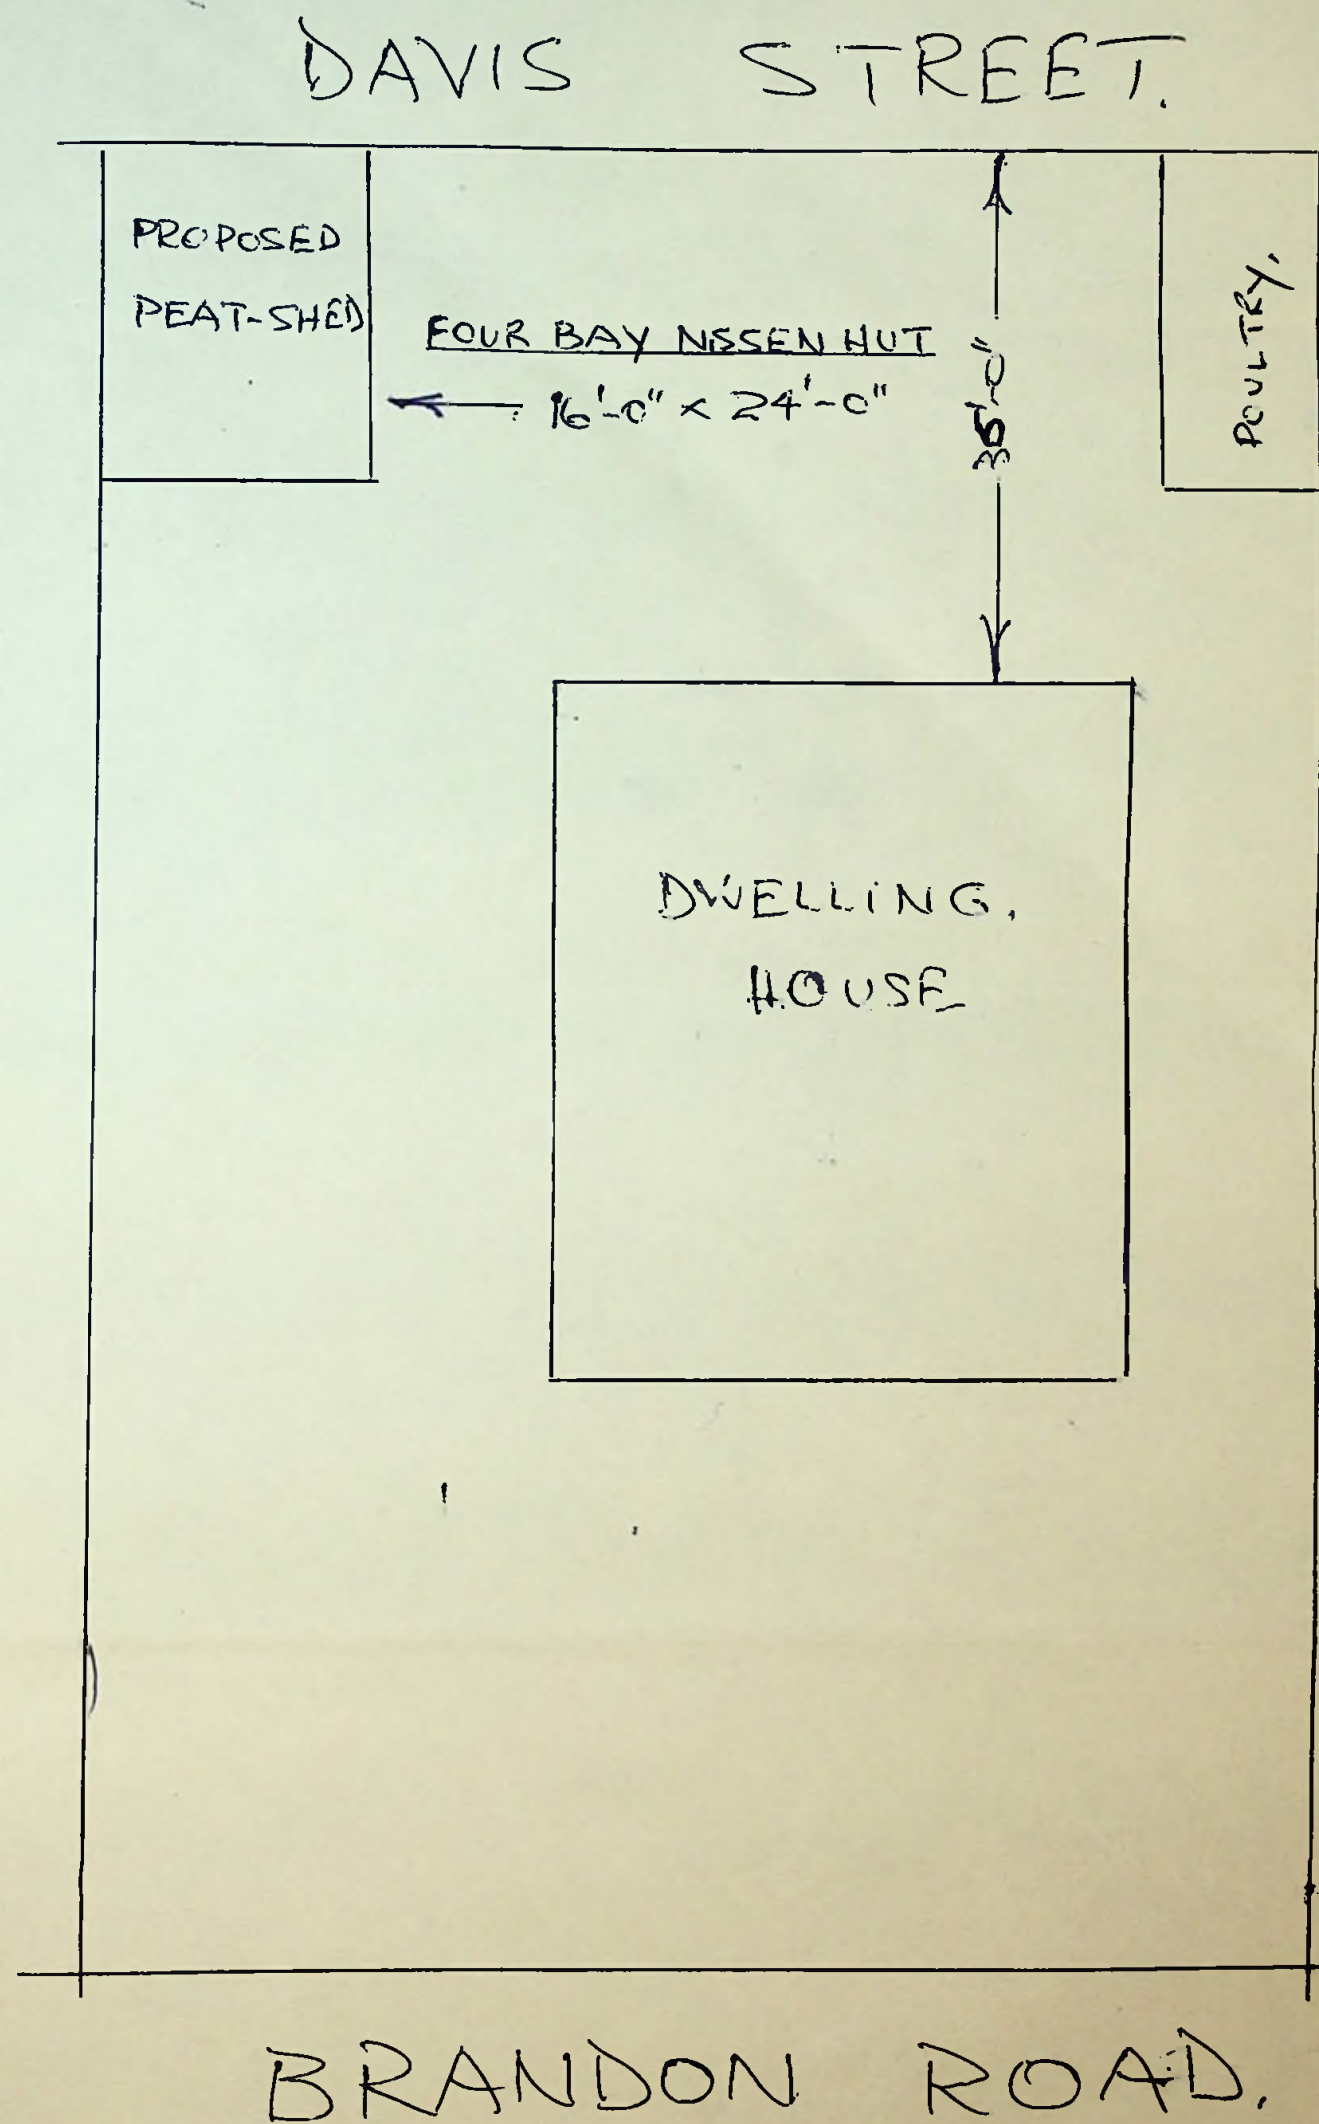 DAVIS STREET.
PROPOSED
PEAT-SHED
FOUR BAY NISSEN HUT
16'-0" × 24'-0"
35'-0"
POULTRY.
DWELLING.
HOUSE
BRANDON ROAD.